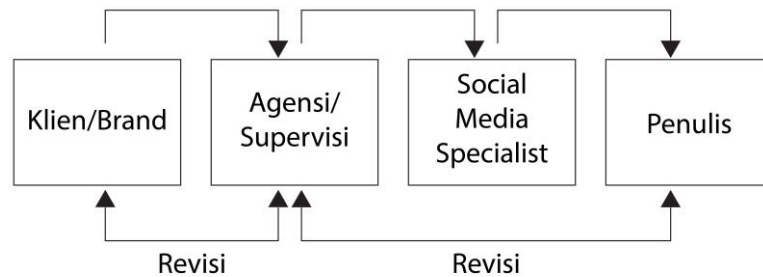 Klien/Brand
Agensi/
Supervisi
Social
Media
Specialist
Penulis
Revisi
Revisi